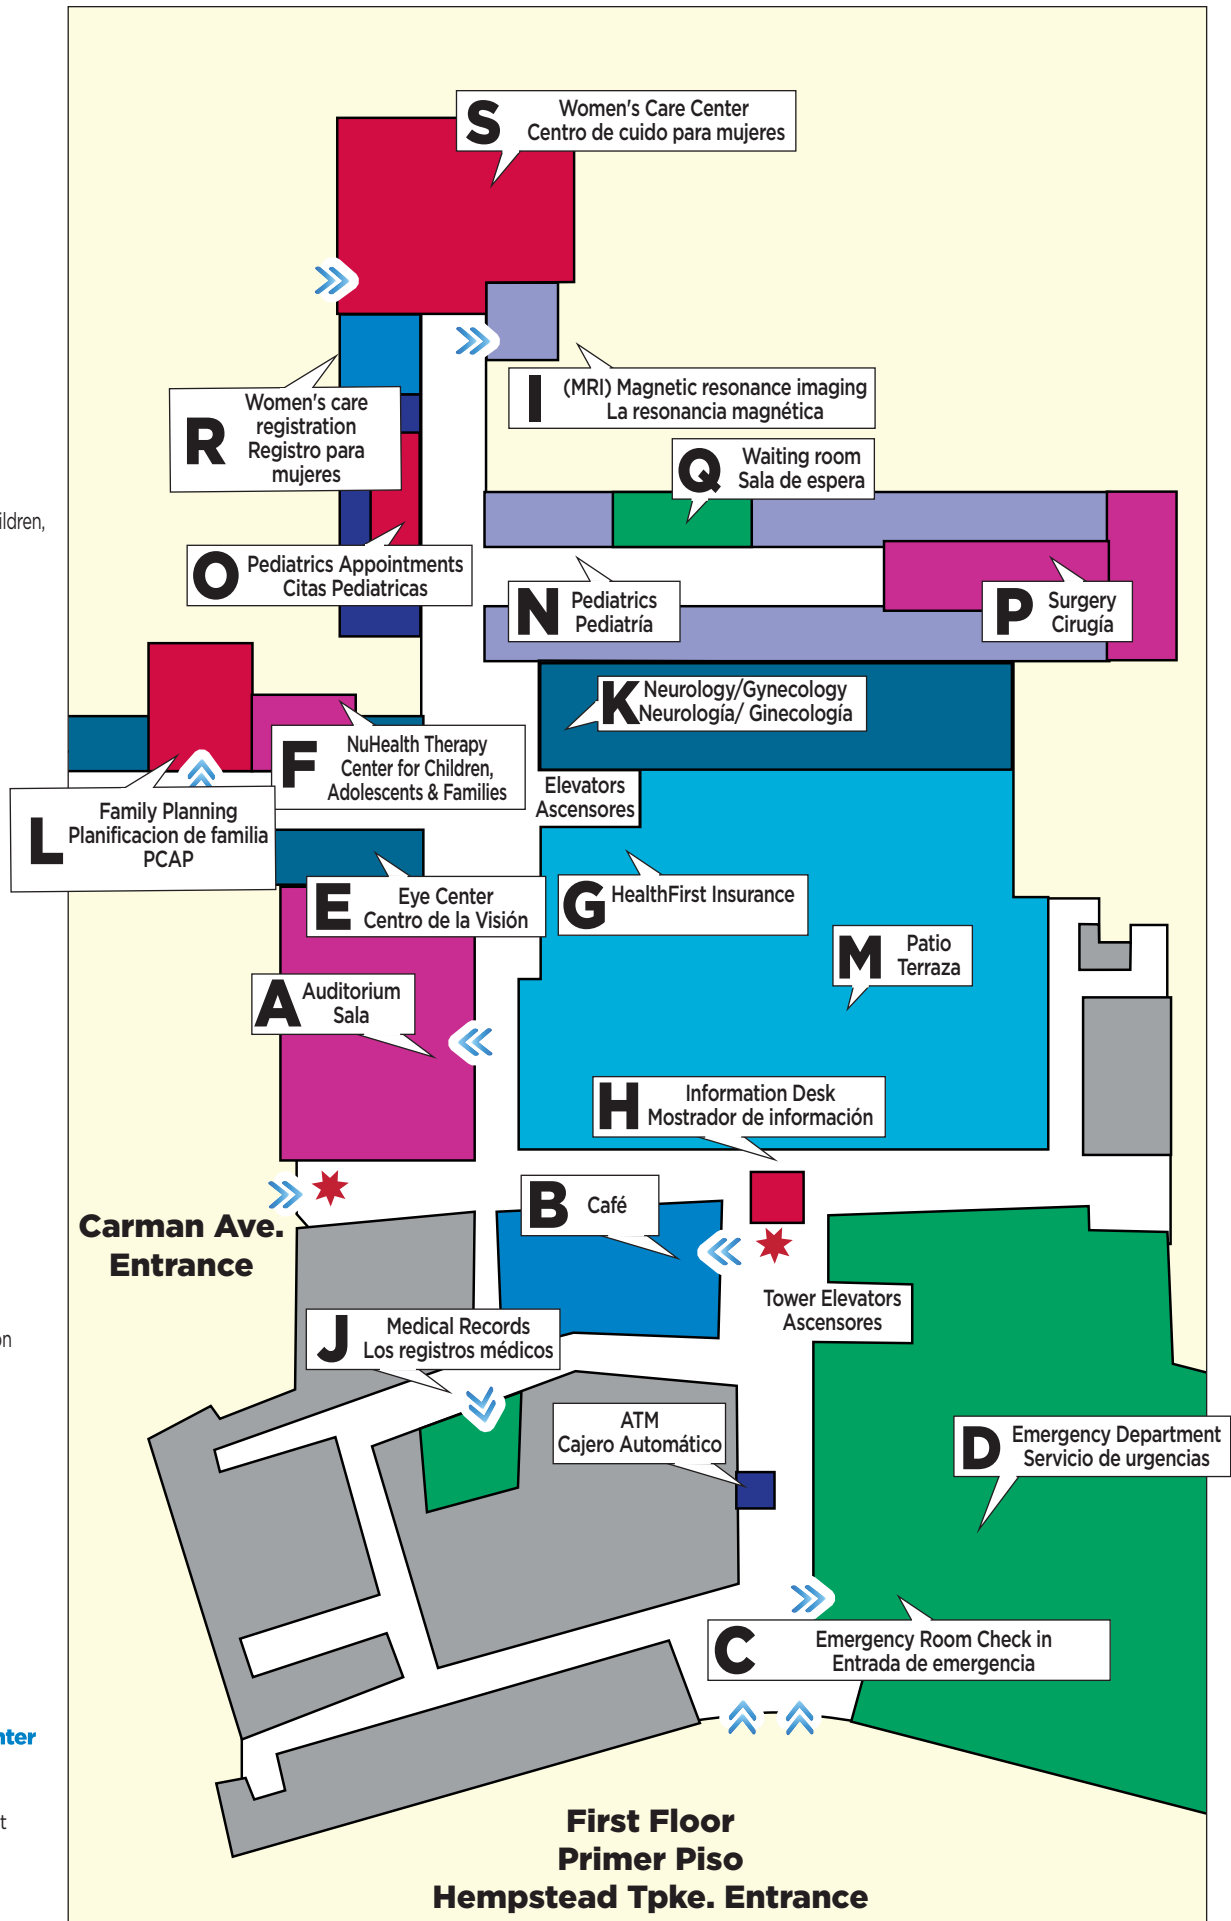 S
Women's Care Center
Centro de cuido para mujeres
I
(MRI) Magnetic resonance imaging
La resonancia magnética
R
Women's care
registration
Registro para
mujeres
Q
Waiting room
Sala de espera
ildren,
O
Pediatrics Appointments
Citas Pediatricas
N
Pediatrics
Pediatría
P
Surgery
Cirugía
K
Neurology/Gynecology
Neurología/ Ginecología
F
NuHealth Therapy
Center for Children,
Adolescents & Families
Elevators
Ascensores
L
Family Planning
Planificacion de familia
PCAP
E
Eye Center
Centro de la Visión
G
HealthFirst Insurance
M
Patio
Terraza
A
Auditorium
Sala
H
Information Desk
Mostrador de información
B
Café
Carman Ave.
Entrance
Tower Elevators
Ascensores
J
Medical Records
Los registros médicos
on
ATM
Cajero Automático
D
Emergency Department
Servicio de urgencias
C
Emergency Room Check in
Entrada de emergencia
nter
t
First Floor
Primer Piso
Hempstead Tpke. Entrance